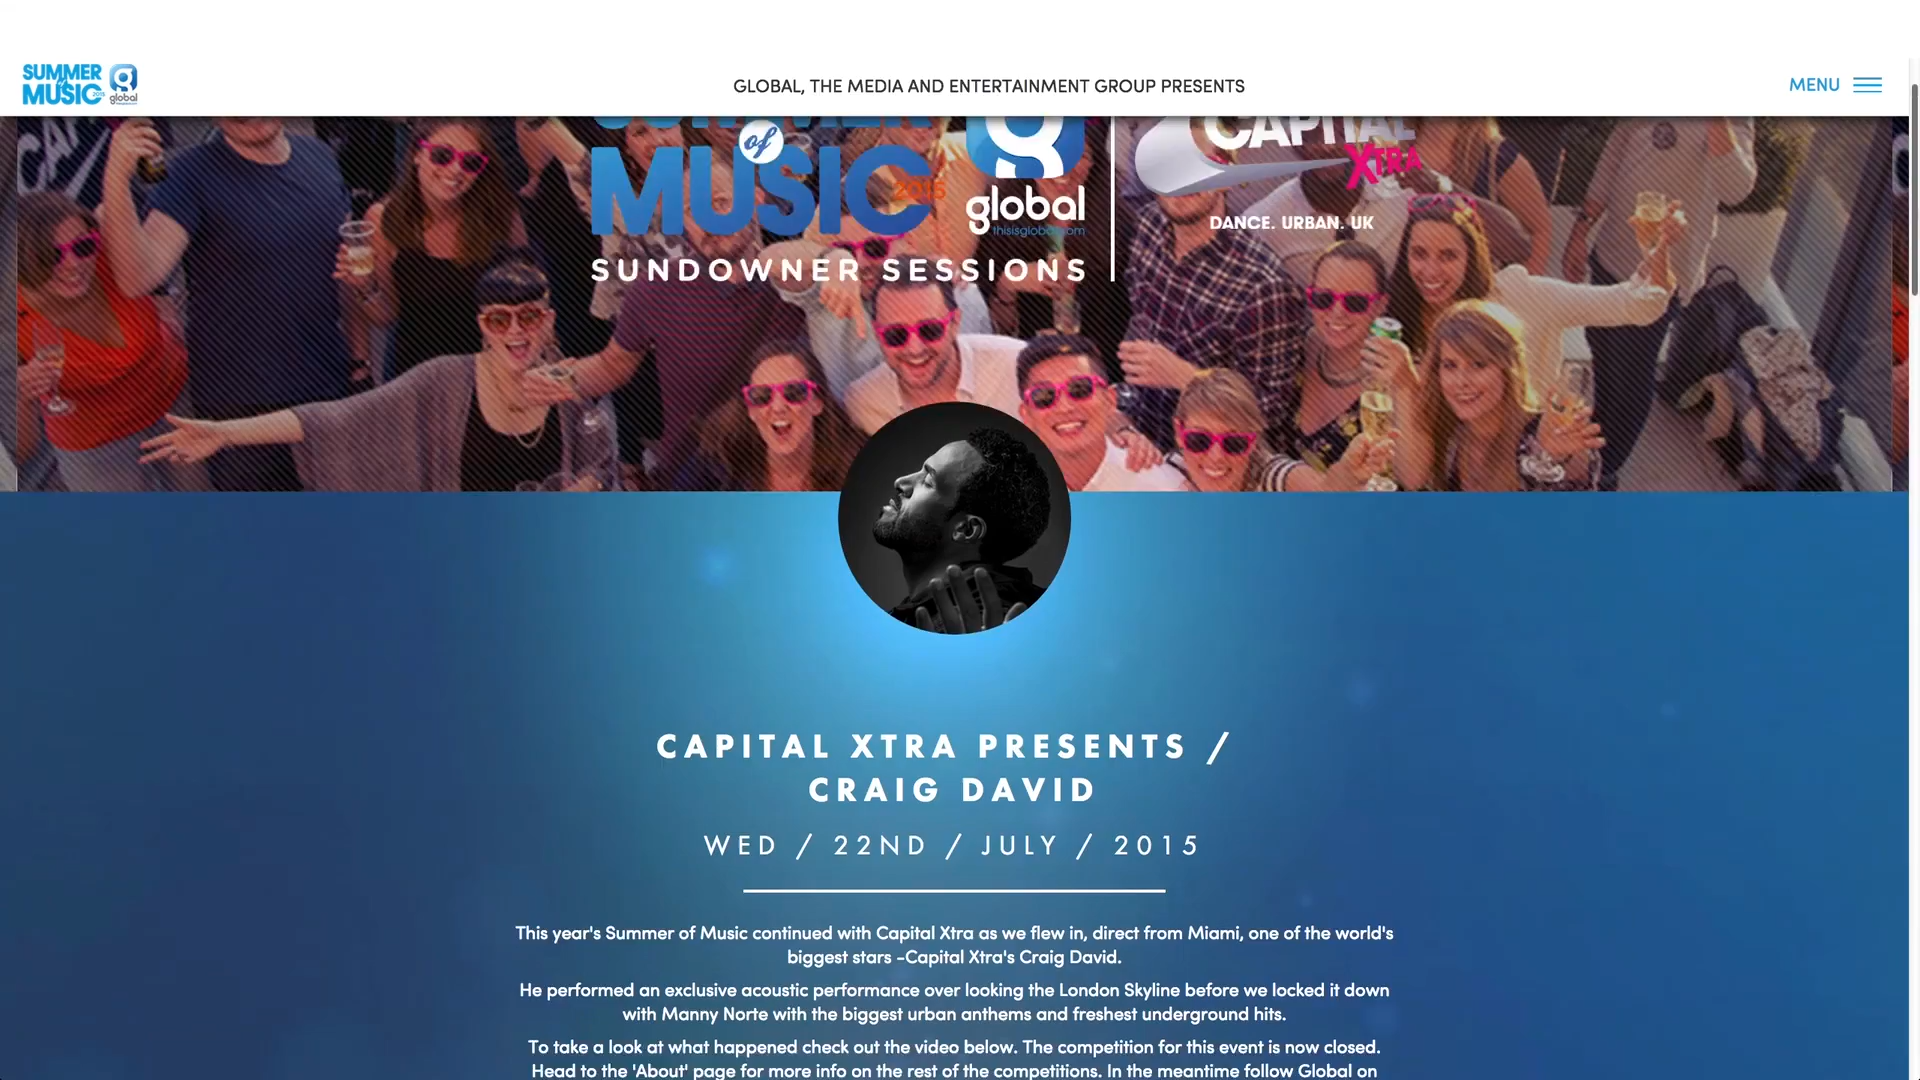 SUMMER
of
MUSIC 2015
global
GLOBAL, THE MEDIA AND ENTERTAINMENT GROUP PRESENTS
MENU
of
MUSIC 2015
global
thisisglobal.com
SUNDOWNER SESSIONS
CAPITAL
XTRA
DANCE. URBAN. UK
CAPITAL XTRA PRESENTS /
CRAIG DAVID
WED / 22ND / JULY / 2015
This year's Summer of Music continued with Capital Xtra as we flew in, direct from Miami, one of the world's
biggest stars -Capital Xtra's Craig David.
He performed an exclusive acoustic performance over looking the London Skyline before we locked it down
with Manny Norte with the biggest urban anthems and freshest underground hits.
To take a look at what happened check out the video below. The competition for this event is now closed.
Head to the 'About' page for more info on the rest of the competitions. In the meantime follow Global on